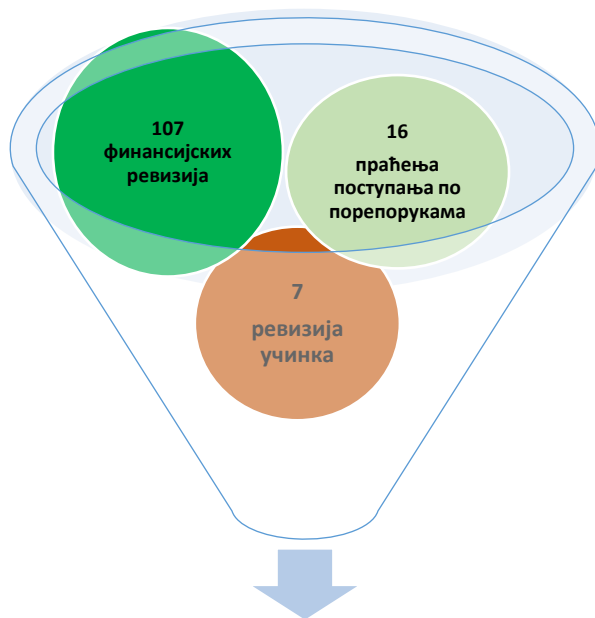 107
финансијских
ревизија
16
праћења
поступања по
порепорукама
7
ревизија
учинка